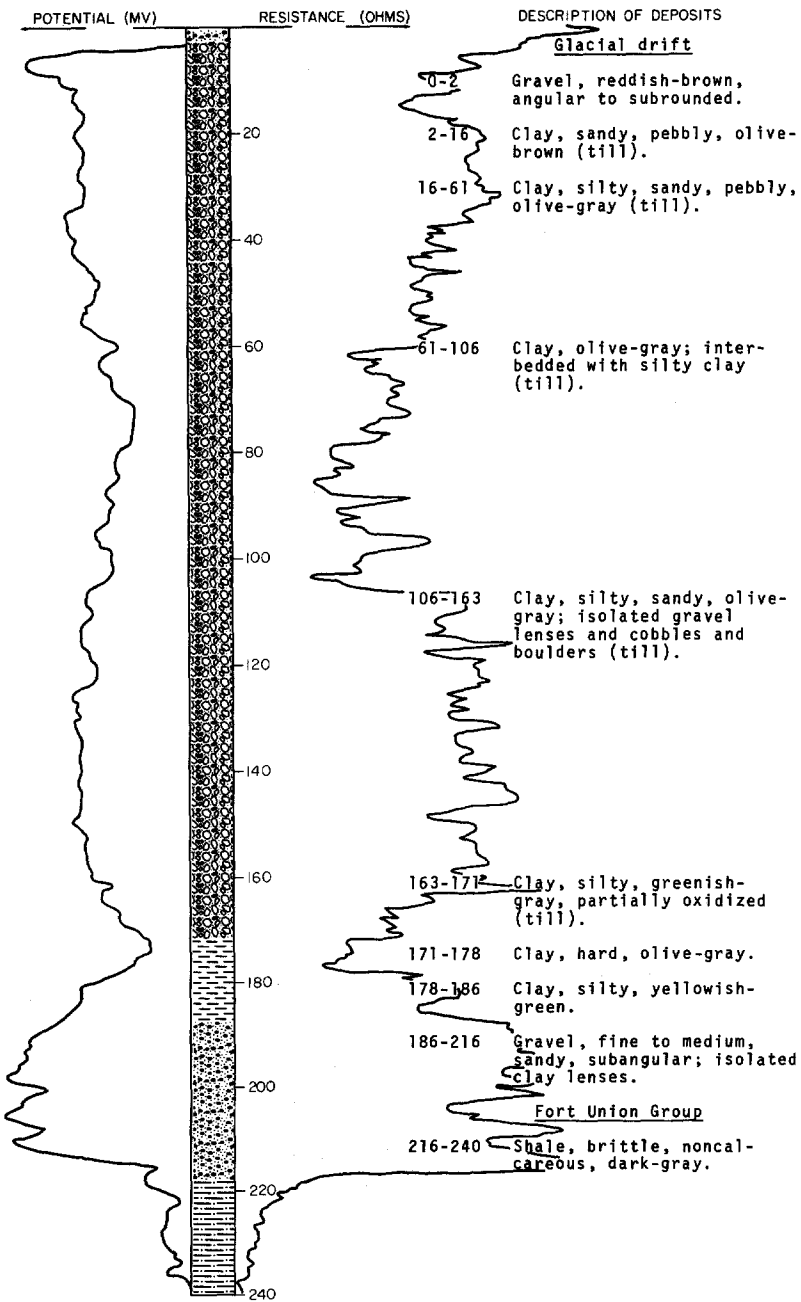 POTENTIAL (MV) RESISTANCE (OHMS) DESCRIPTION OF DEPOSITS
Glacial drift
0-2 Gravel, reddish-brown,
angular to subrounded.
20
2-16 Clay, sandy, pebbly, olive-
brown (till).
16-61 Clay, silty, sandy, pebbly,
olive-gray (till).
40
60
61-106 Clay, olive-gray; inter-
bedded with silty clay
(till).
80
100
106-163 Clay, silty, sandy, olive-
gray; isolated gravel
lenses and cobbles and
boulders (till).
120
140
160
163-171 Clay, silty, greenish-
gray, partially oxidized
(till).
171-178 Clay, hard, olive-gray.
180
178-186 Clay, silty, yellowish-
green.
186-216 Gravel, fine to medium,
sandy, subangular; isolated
clay lenses.
200
Fort Union Group
216-240 Shale, brittle, noncal-
careous, dark-gray.
220
240